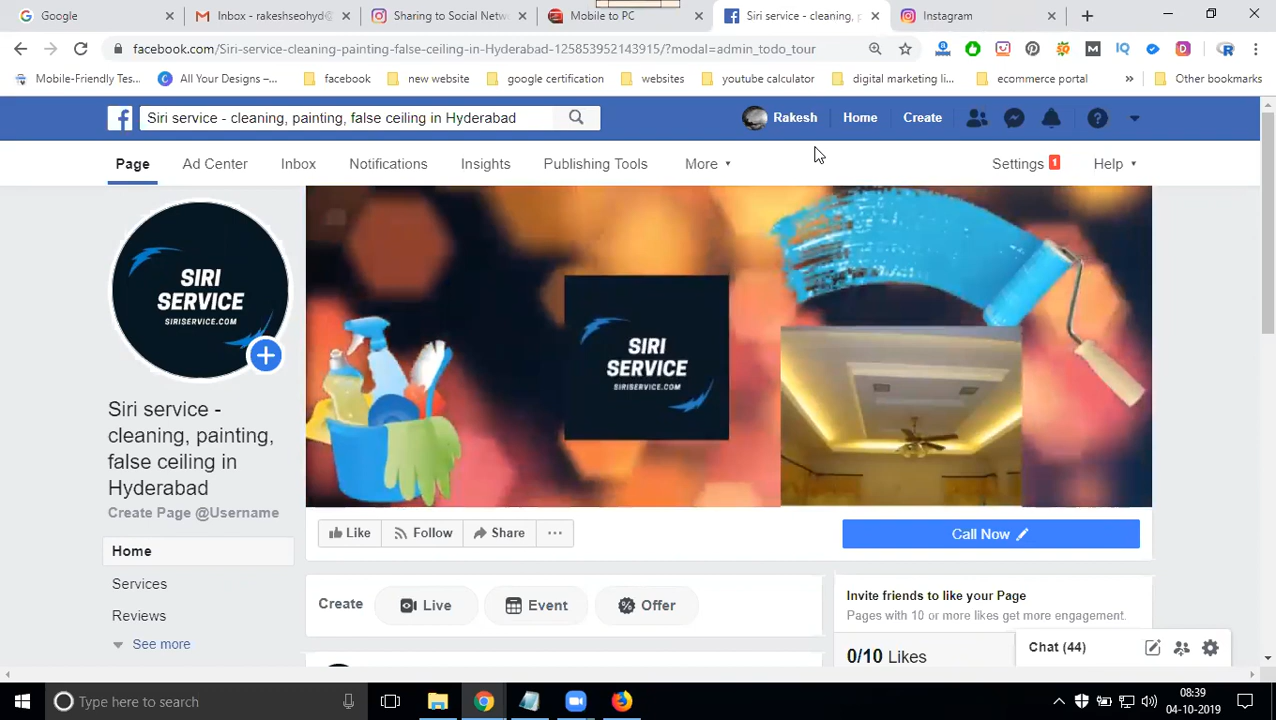 Google
Inbox - rakeshseohyd@
Sharing to Social Netw
Mobile to PC
Siri service - cleaning, p
Instagram
facebook.com/Siri-service-cleaning-painting-false-ceiling-in-Hyderabad-125853952143915/?modal=admin_todo_tour
Mobile-Friendly Tes...
All Your Designs –...
facebook
new website
google certification
websites
youtube calculator
digital marketing li...
ecommerce portal
»
Other bookmarks
Siri service - cleaning, painting, false ceiling in Hyderabad
Rakesh
Home
Create
Page
Ad Center
Inbox
Notifications
Insights
Publishing Tools
More
Settings 1
Help
SIRI
SERVICE
SIRISERVICE.COM
SIRI
SERVICE
SIRISERVICE.COM
Siri service -
cleaning, painting,
false ceiling in
Hyderabad
Create Page @Username
Like
Follow
Share
...
Call Now
Home
Services
Reviews
See more
Create
Live
Event
Offer
Invite friends to like your Page
Pages with 10 or more likes get more engagement.
0/10 Likes
Chat (44)
Type here to search
08:39
04-10-2019